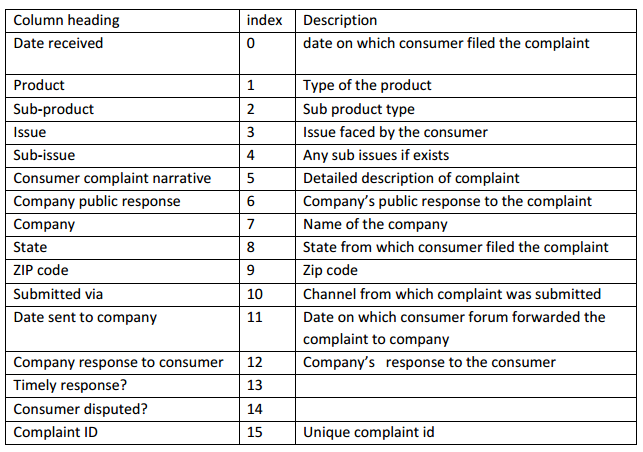 Column heading index Description
Date received 0 date on which consumer filed the complaint
Product 1 Type of the product
Sub-product 2 Sub product type
Issue 3 Issue faced by the consumer
Sub-issue 4 Any sub issues if exists
Consumer complaint narrative 5 Detailed description of complaint
Company public response 6 Company's public response to the complaint
Company 7 Name of the company
State 8 State from which consumer filed the complaint
ZIP code 9 Zip code
Submitted via 10 Channel from which complaint was submitted
Date sent to company 11 Date on which consumer forum forwarded the
complaint to company
Company response to consumer 12 Company's response to the consumer
Timely response? 13
Consumer disputed? 14
Complaint ID 15 Unique complaint id